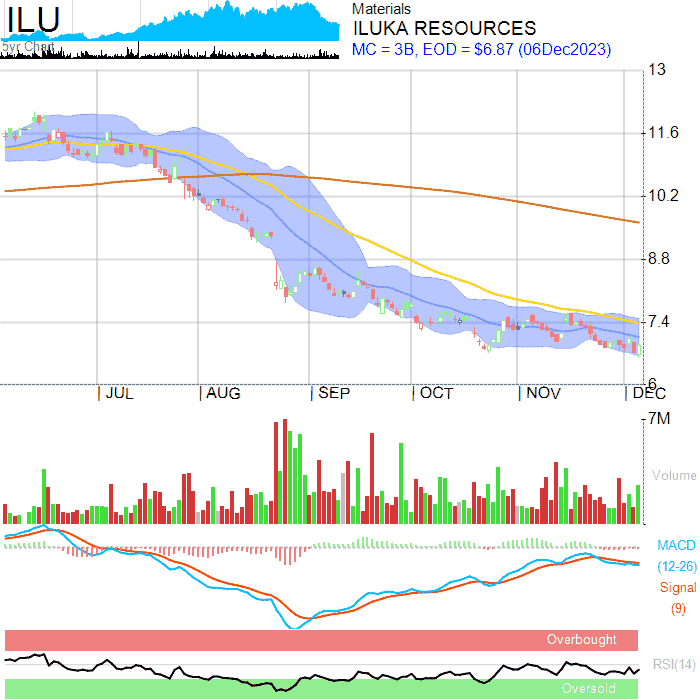 ILU
5yr Chart
Materials
ILUKA RESOURCES
MC = 3B, EOD = $6.87 (06Dec2023)
13
11.6
10.2
8.8
7.4
6
JUL AUG SEP OCT NOV DEC
7M
Volume
MACD
(12-26)
Signal
(9)
Overbought
RSI(14)
Oversold